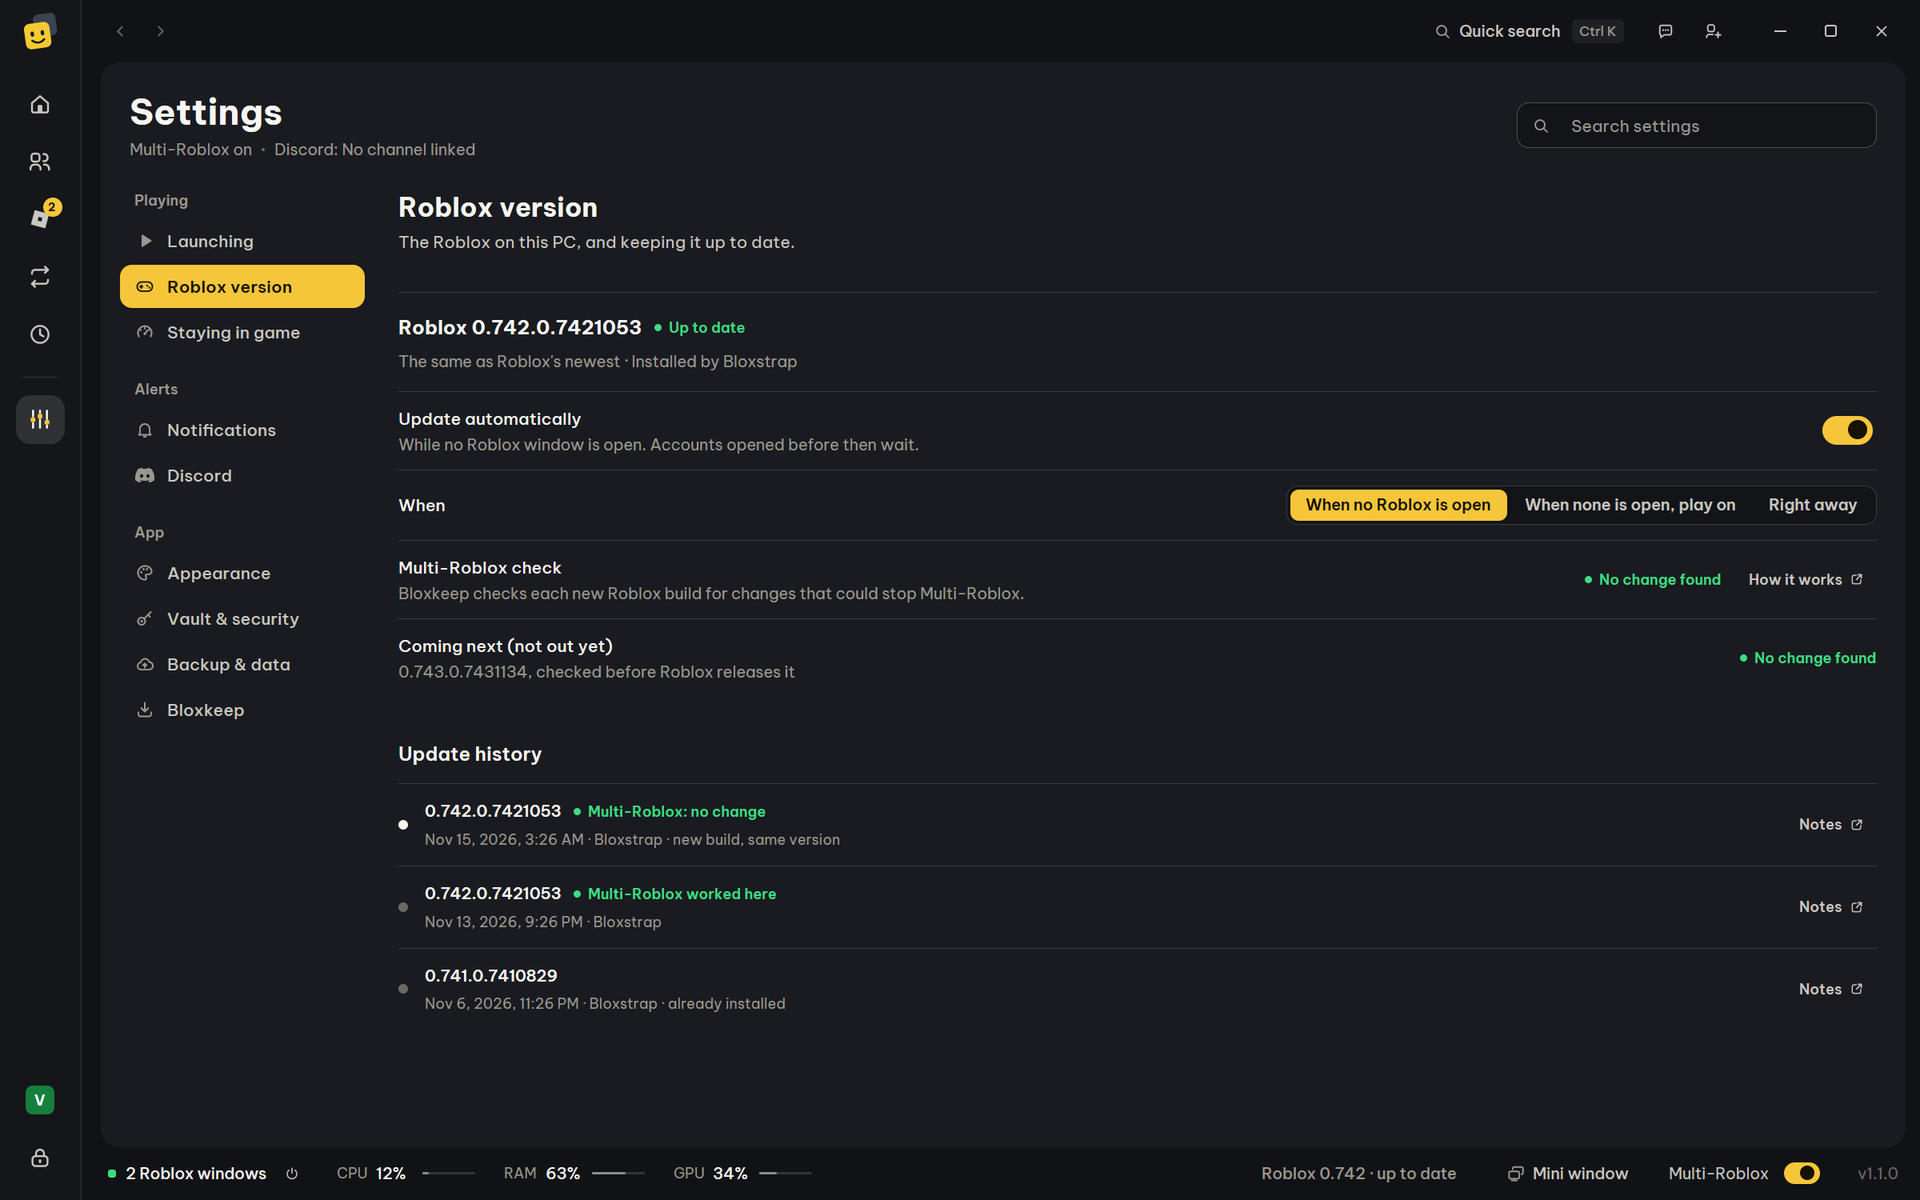 Quick search Ctrl K
Settings
Multi-Roblox on • Discord: No channel linked
Search settings
2
Playing
Launching
Roblox version
Staying in game
Alerts
Notifications
Discord
App
Appearance
Vault & security
Backup & data
Bloxkeep
Roblox version
The Roblox on this PC, and keeping it up to date.
Roblox 0.742.0.7421053 Up to date
The same as Roblox's newest · Installed by Bloxstrap
Update automatically
While no Roblox window is open. Accounts opened before then wait.
When
When no Roblox is open When none is open, play on Right away
Multi-Roblox check
Bloxkeep checks each new Roblox build for changes that could stop Multi-Roblox.
No change found How it works
Coming next (not out yet)
0.743.0.7431134, checked before Roblox releases it
No change found
Update history
0.742.0.7421053 Multi-Roblox: no change
Nov 15, 2026, 3:26 AM · Bloxstrap · new build, same version
Notes
0.742.0.7421053 Multi-Roblox worked here
Nov 13, 2026, 9:26 PM · Bloxstrap
Notes
0.741.0.7410829
Nov 6, 2026, 11:26 PM · Bloxstrap · already installed
Notes
V
2 Roblox windows CPU 12% RAM 63% GPU 34% Roblox 0.742 · up to date Mini window Multi-Roblox v1.1.0